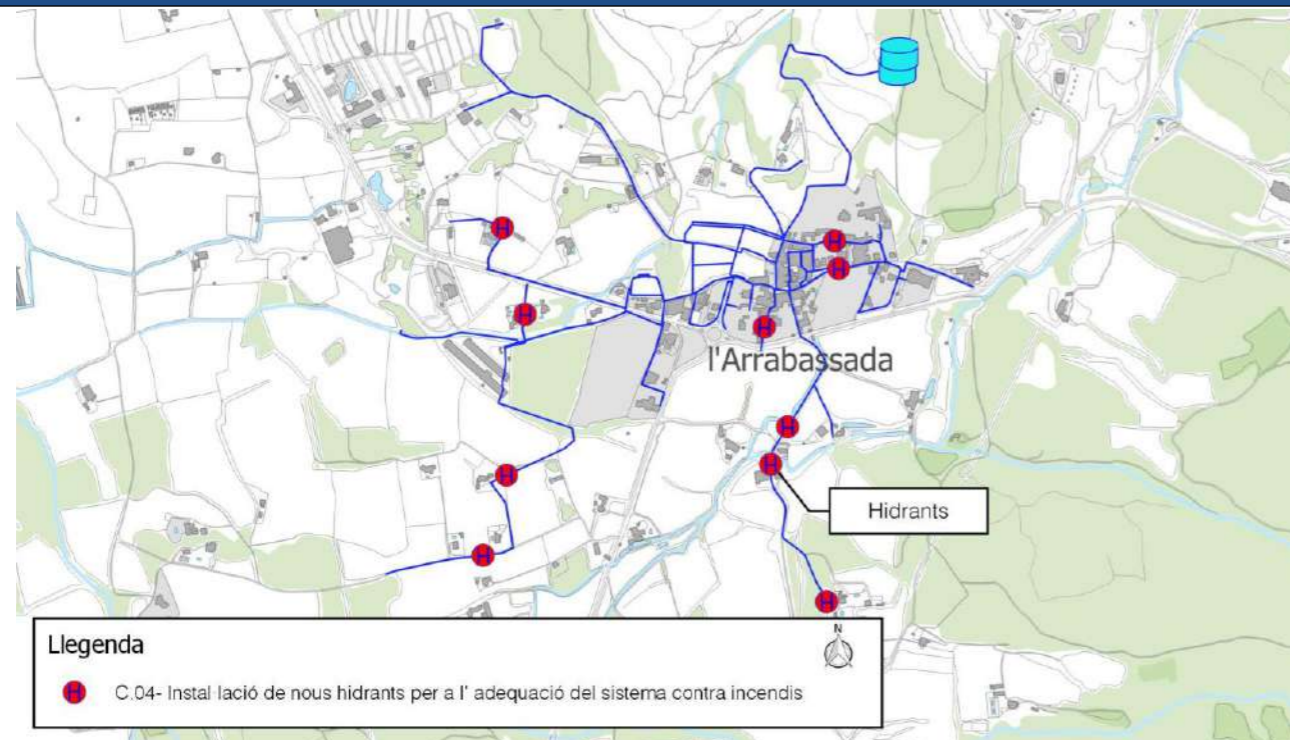 H
H
H
H
H
l'Arrabassada
H
H
H
Hidrants
H
H
N
Llegenda
H C.04- Instal·lació de nous hidrants per a l' adequació del sistema contra incendis